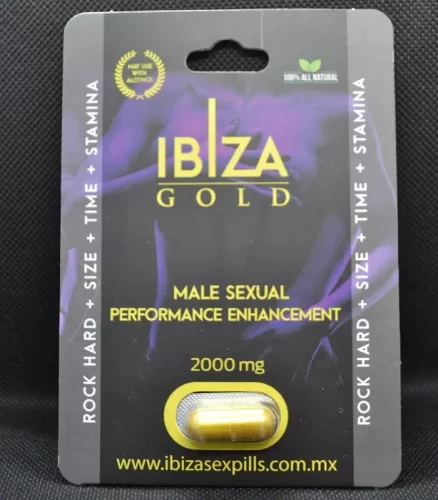 MAY USE
WITH
ALCOHOL
100% ALL NATURAL
IBIZA
GOLD
MALE SEXUAL
PERFORMANCE ENHANCEMENT
2000 mg
www.ibizasexpills.com.mx
ROCK HARD + SIZE + TIME + STAMINA
ROCK HARD + SIZE + TIME + STAMINA